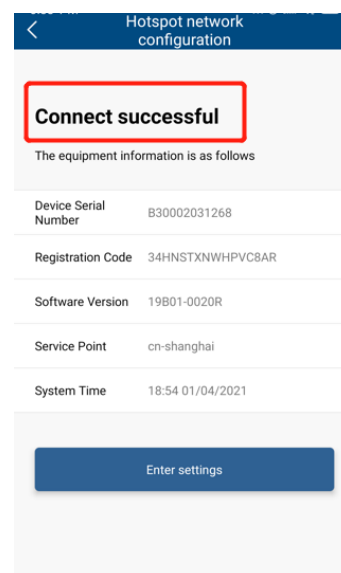 Hotspot network
configuration
Connect successful
The equipment information is as follows
Device Serial
Number
B30002031268
Registration Code
34HNSTXNWHPVC8AR
Software Version
19B01-0020R
Service Point
cn-shanghai
System Time
18:54 01/04/2021
Enter settings